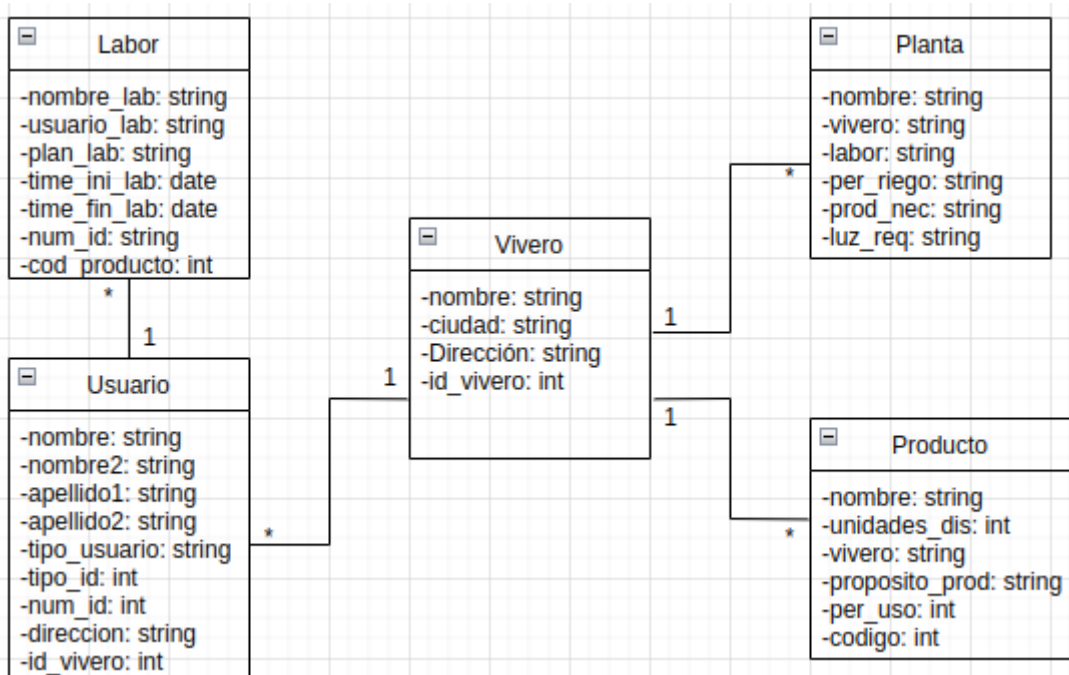 Labor
-nombre_lab: string
-usuario_lab: string
-plan_lab: string
-time_ini_lab: date
-time_fin_lab: date
-num_id: string
-cod_producto: int
*
1
Usuario
-nombre: string
-nombre2: string
-apellido1: string
-apellido2: string
-tipo_usuario: string
-tipo_id: int
-num_id: int
-direccion: string
-id_vivero: int
*
1
Vivero
-nombre: string
-ciudad: string
-Dirección: string
-id_vivero: int
1
1
Planta
-nombre: string
-vivero: string
-labor: string
-per_riego: string
-prod_nec: string
-luz_req: string
*
Producto
-nombre: string
-unidades_dis: int
-vivero: string
-proposito_prod: string
-per_uso: int
-codigo: int
*